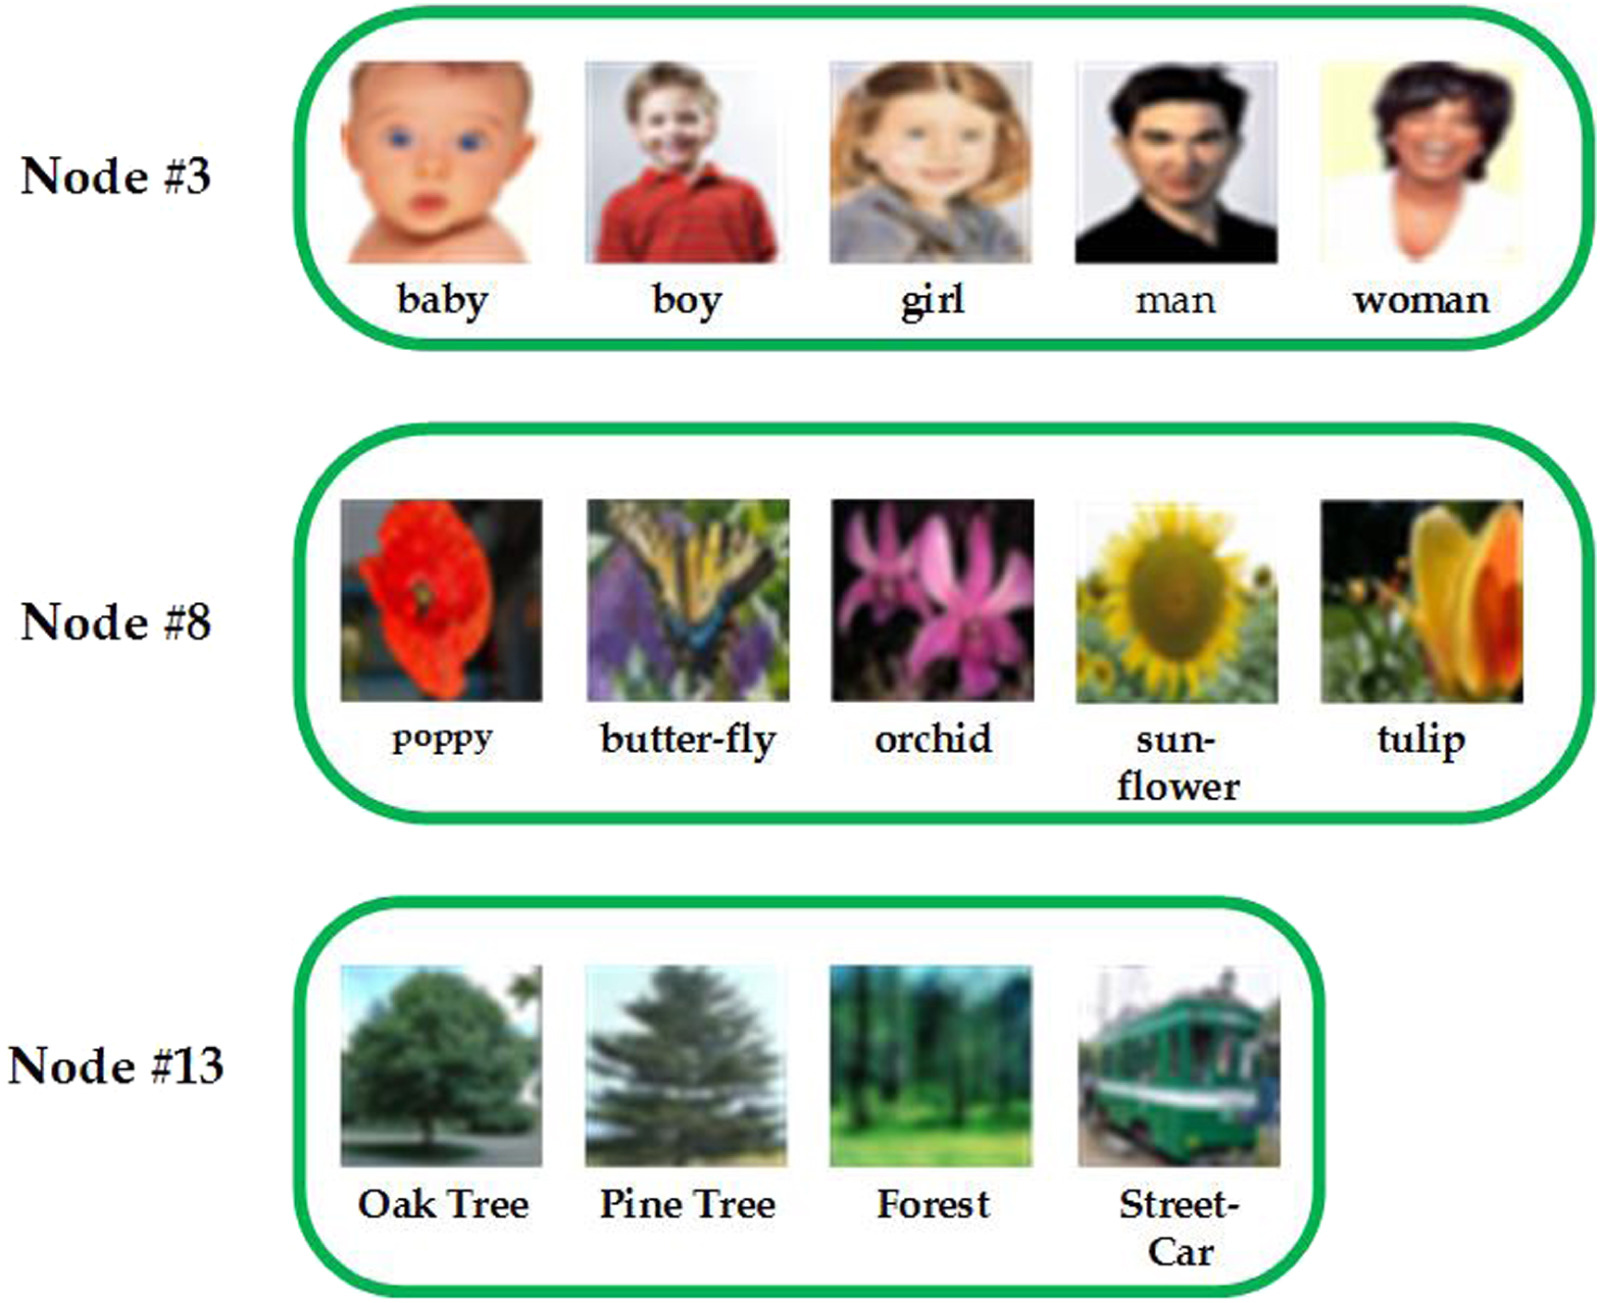 Node #3
baby boy girl man woman
Node #8
poppy butter-fly orchid sun- tulip
flower
Node #13
Oak Tree Pine Tree Forest Street-
Car